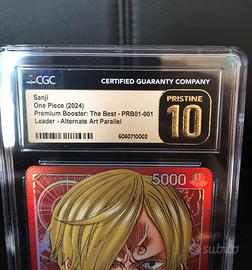 CGC
CERTIFIED GUARANTY COMPANY
Sanji
One Piece (2024)
Premium Booster: The Best - PRB01-001
Leader - Alternate Art Parallel
6060710002
PRISTINE
10
5000
subito